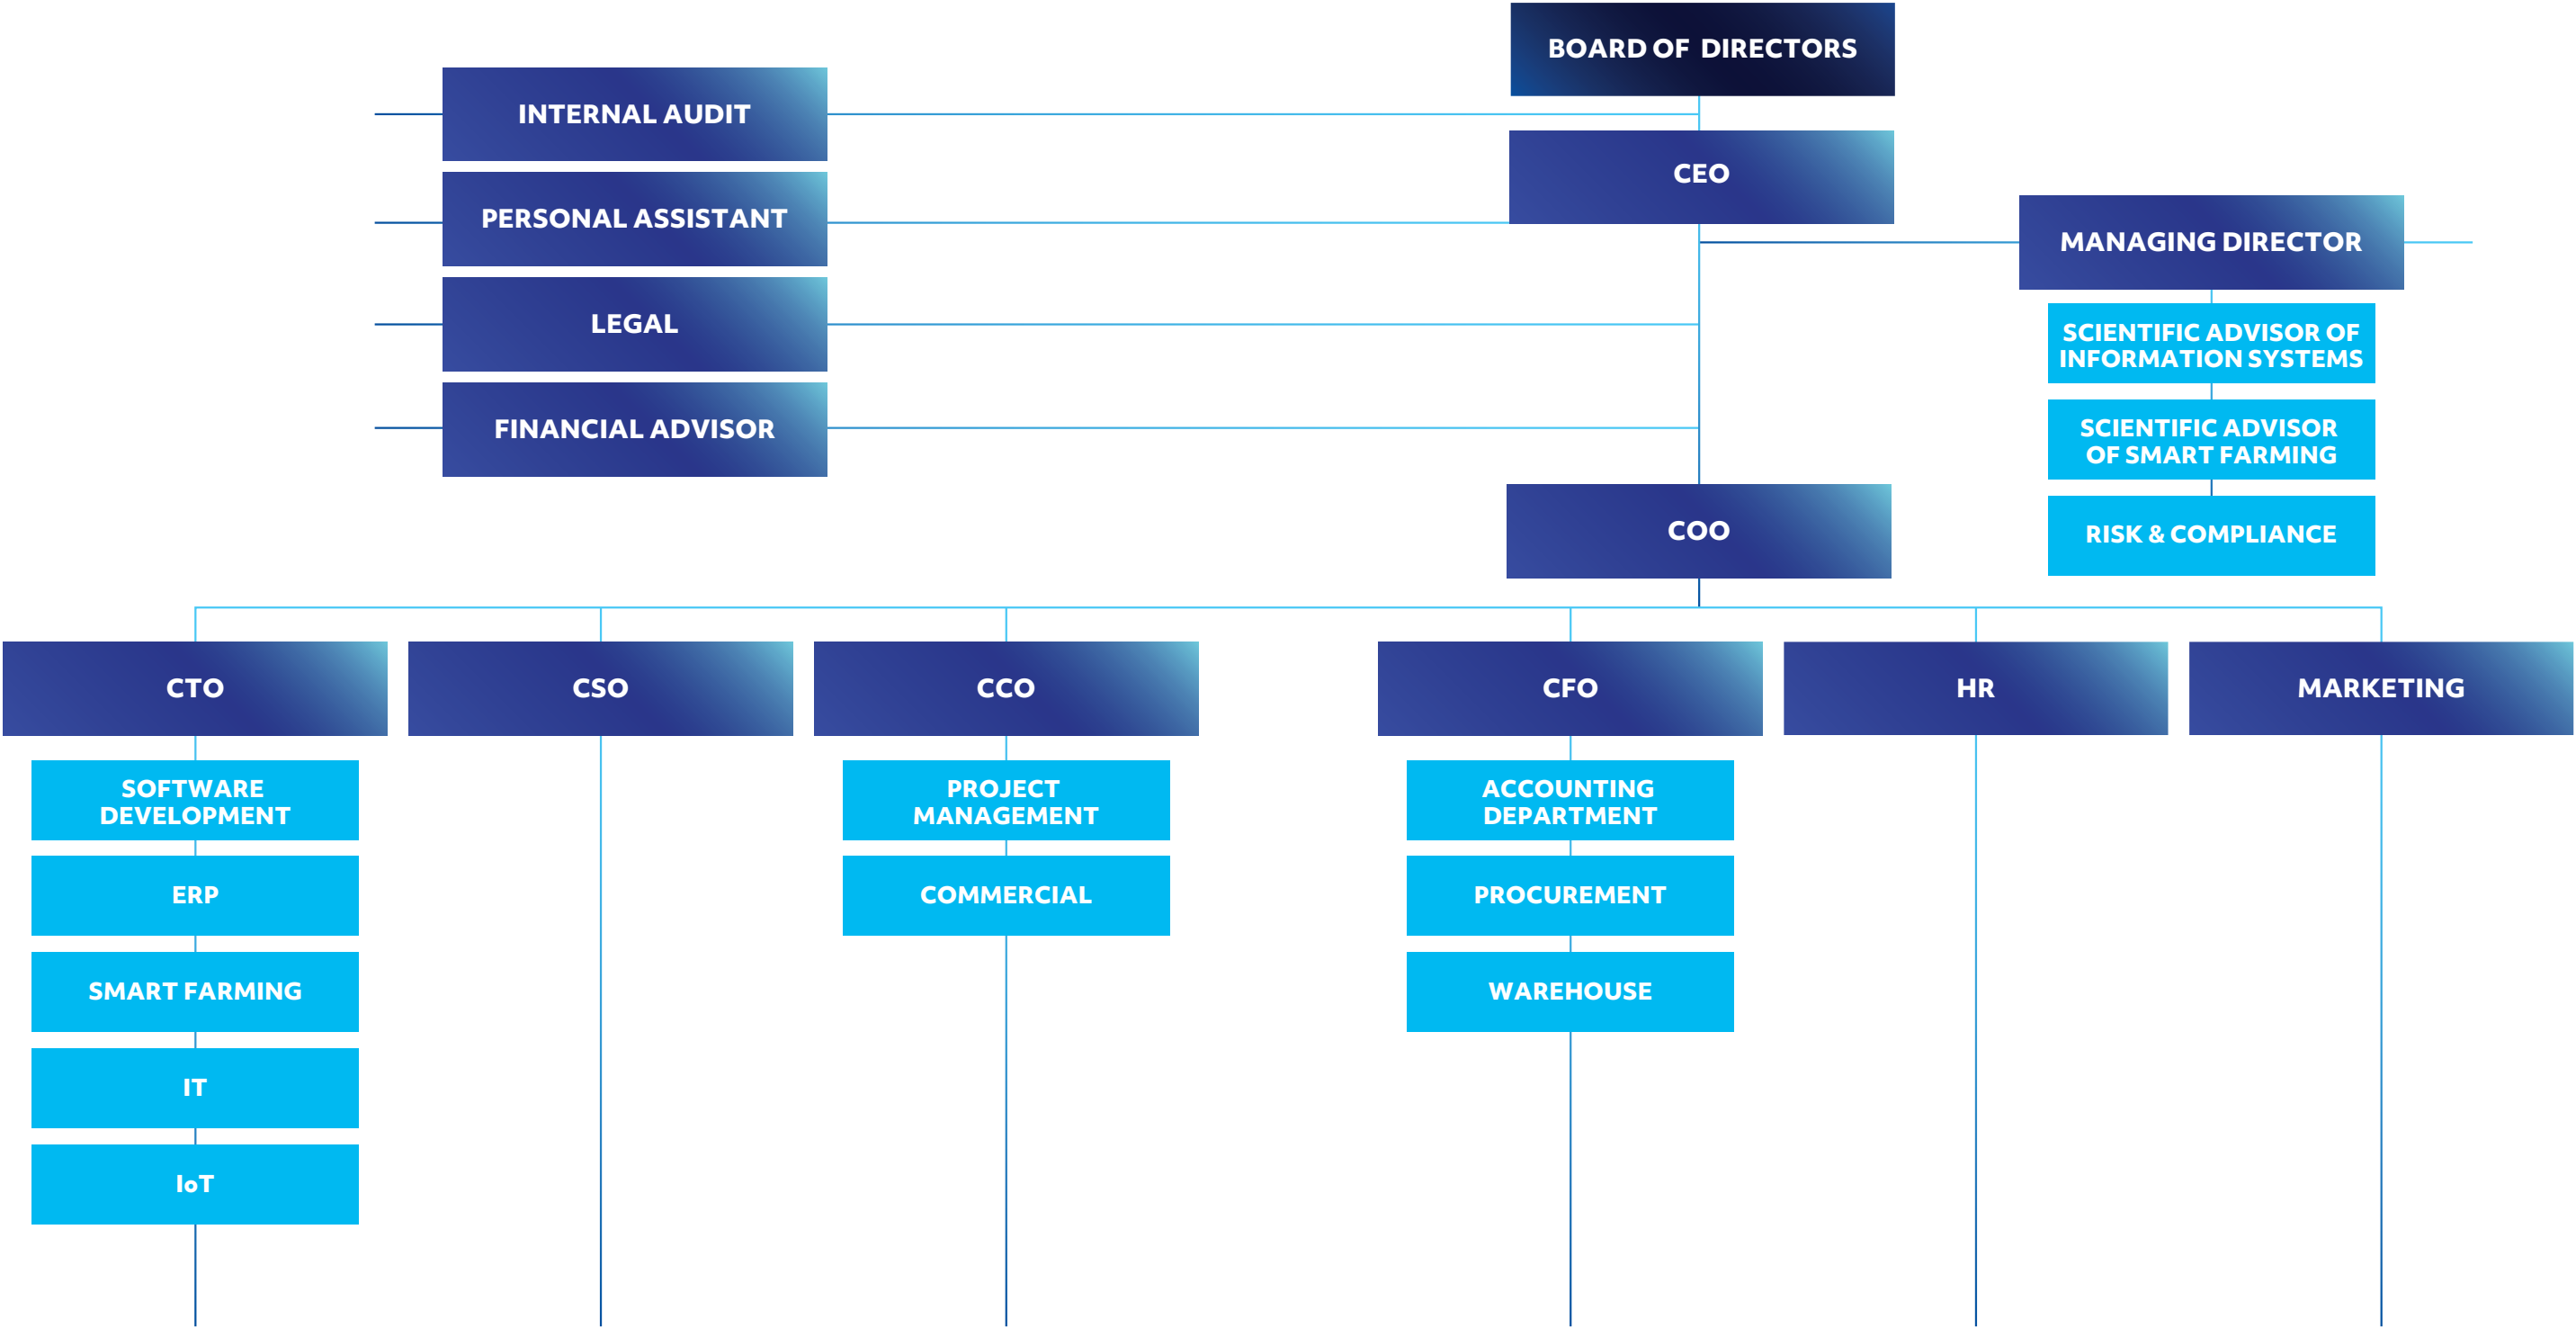 BOARD OF DIRECTORS
INTERNAL AUDIT
CEO
PERSONAL ASSISTANT
MANAGING DIRECTOR
LEGAL
SCIENTIFIC ADVISOR OF
INFORMATION SYSTEMS
FINANCIAL ADVISOR
SCIENTIFIC ADVISOR
OF SMART FARMING
COO
RISK & COMPLIANCE
CTO
CSO
CCO
CFO
HR
MARKETING
SOFTWARE
DEVELOPMENT
PROJECT
MANAGEMENT
ACCOUNTING
DEPARTMENT
ERP
COMMERCIAL
PROCUREMENT
SMART FARMING
WAREHOUSE
IT
IoT